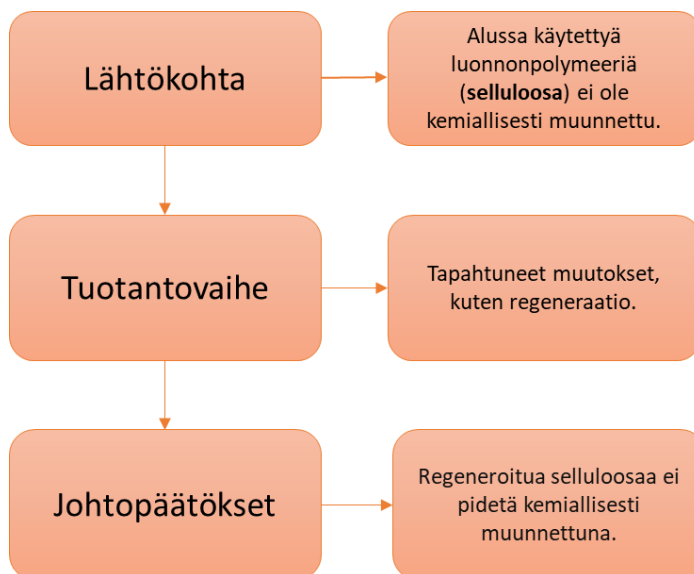 Lähtökohta
Alussa käytettyä
luonnonpolymeeriä
(selluloosa) ei ole
kemiallisesti muunnettu.
Tuotantovaihe
Tapahtuneet muutokset,
kuten regeneraatio.
Johtopäätökset
Regeneroitua selluloosaa ei
pidetä kemiallisesti
muunnettuna.